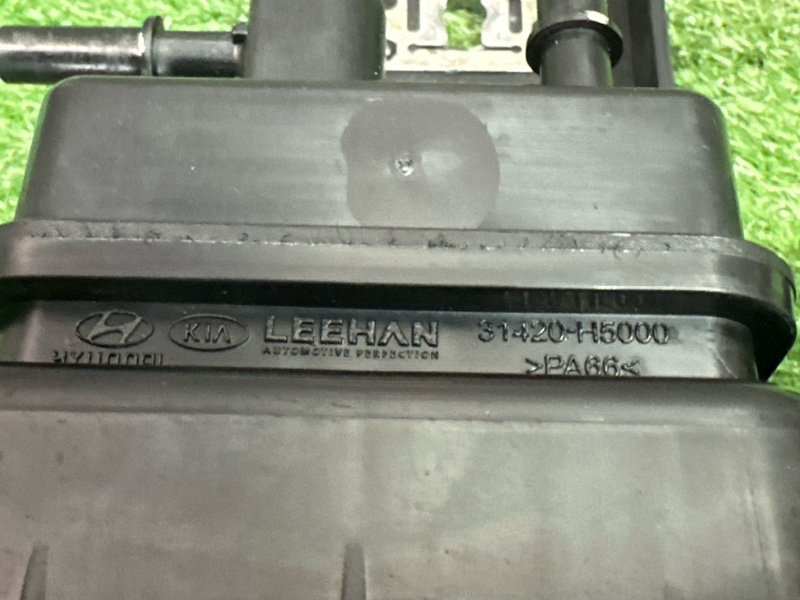 KIA LEEHAN 31420-H5000
AUTOMOTIVE PERFECTION
HYUNDAI >PA66<